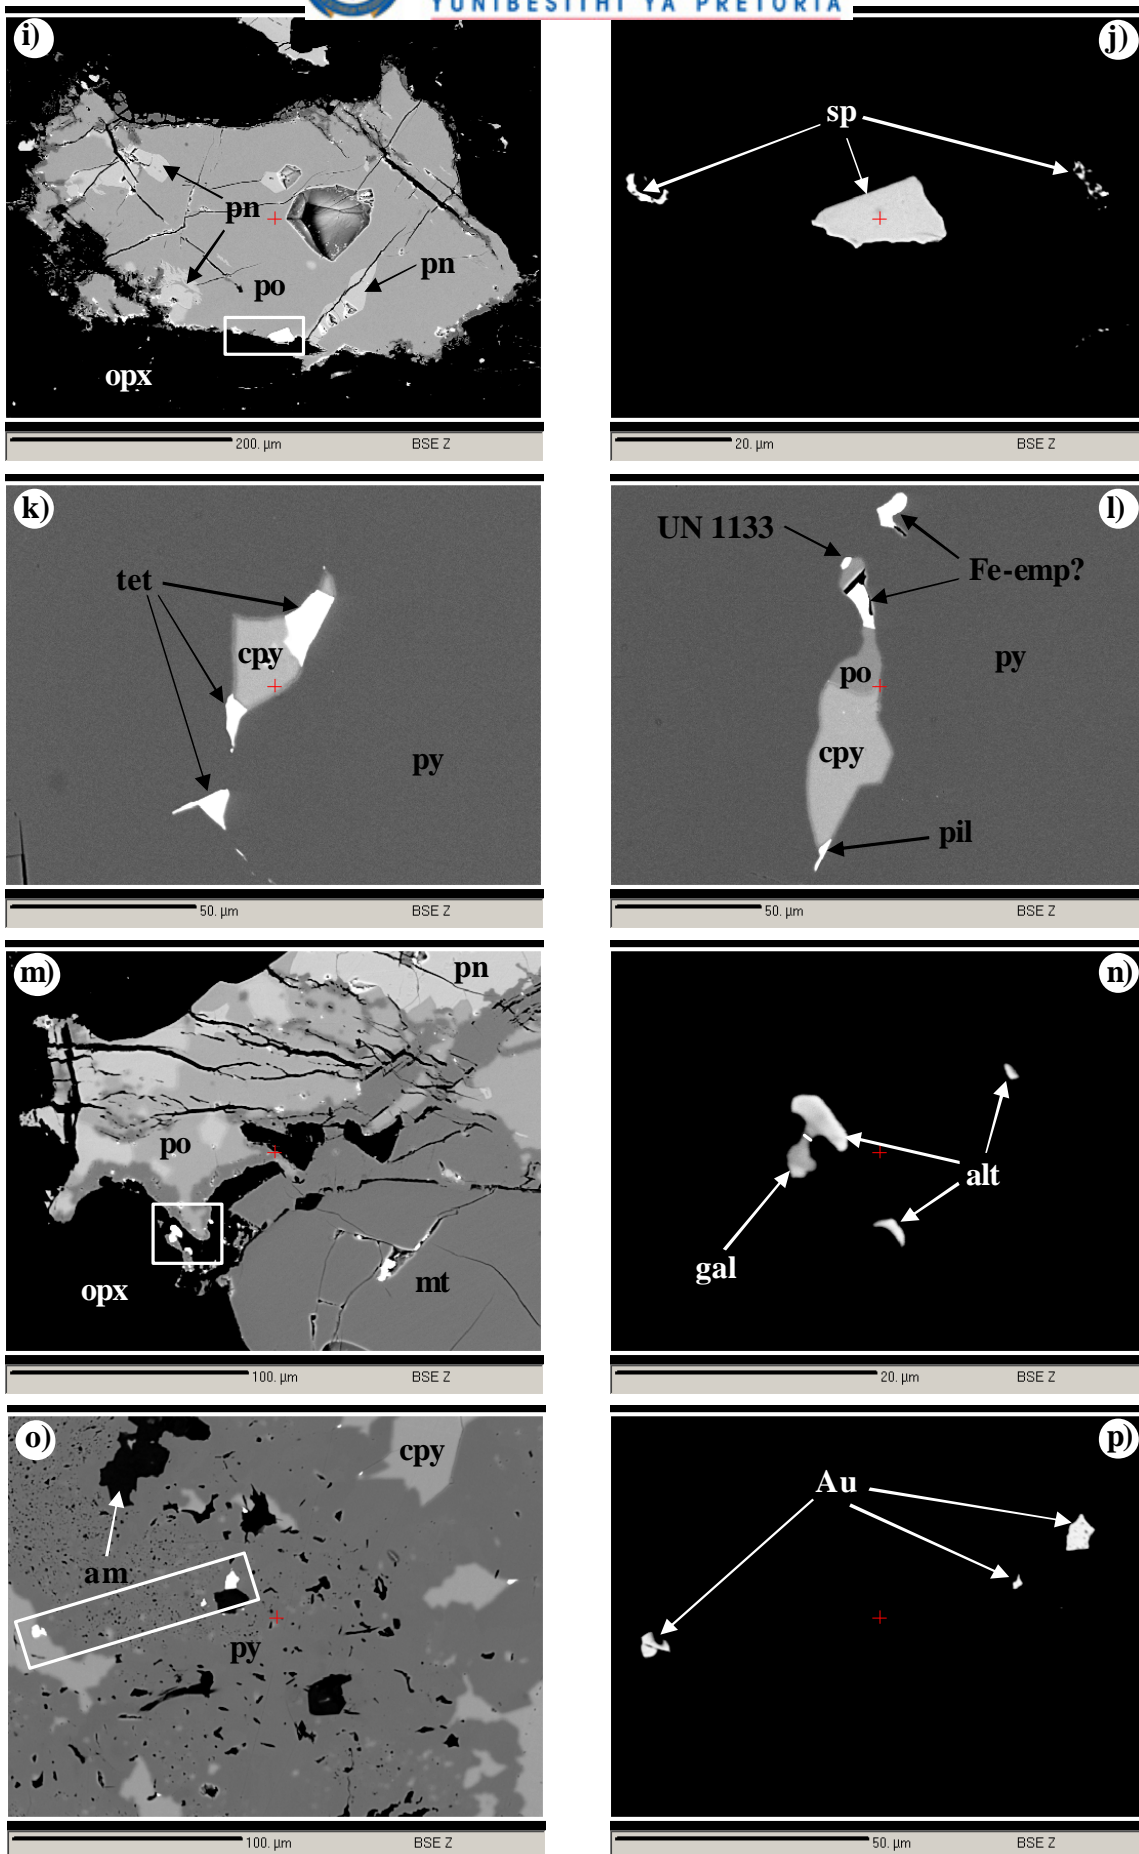 YUNIBESITHI YA PRETORIA
i)
pn
po
pn
opx
200. µm BSE Z
j)
sp
20. µm BSE Z
k)
tet
cpy
py
50. µm BSE Z
l)
UN 1133
Fe-emp?
po
py
cpy
pil
50. µm BSE Z
m)
pn
po
opx
mt
100. µm BSE Z
n)
alt
gal
20. µm BSE Z
o)
cpy
am
py
100. µm BSE Z
p)
Au
50. µm BSE Z